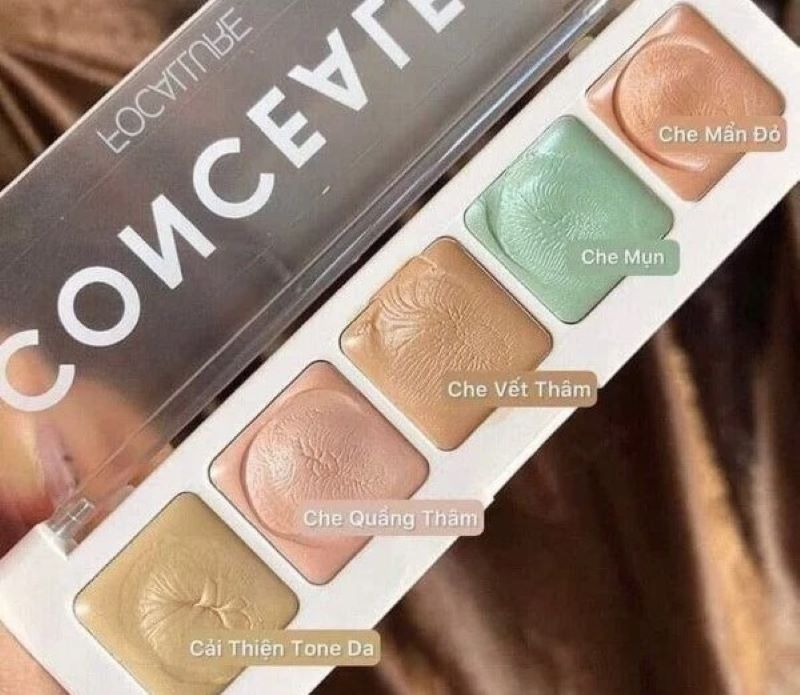 FOCALLURE
CONCEALE
Che Mẩn Đỏ
Che Mụn
Che Vết Thâm
Che Quầng Thâm
Cải Thiện Tone Da